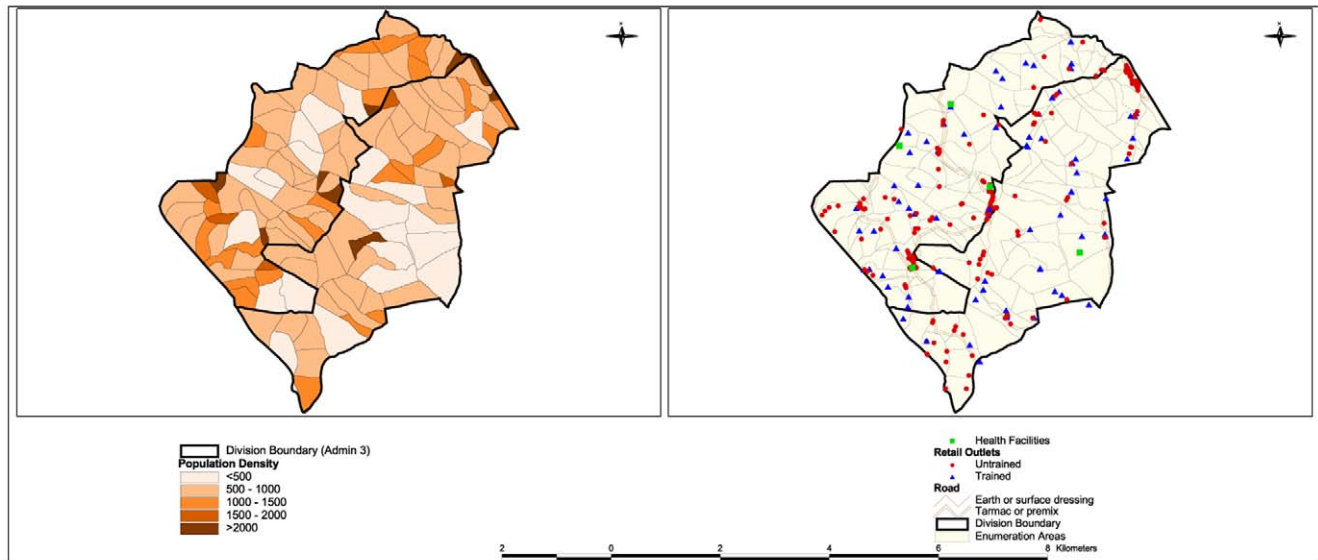 Division Boundary (Admin 3)
Population Density
<500
500 - 1000
1000 - 1500
1500 - 2000
>2000
Health Facilities
Retail Outlets
Untrained
Trained
Road
Earth or surface dressing
Tarmac or premix
Division Boundary
Enumeration Areas
2 0 2 4 6 8 Kilometers